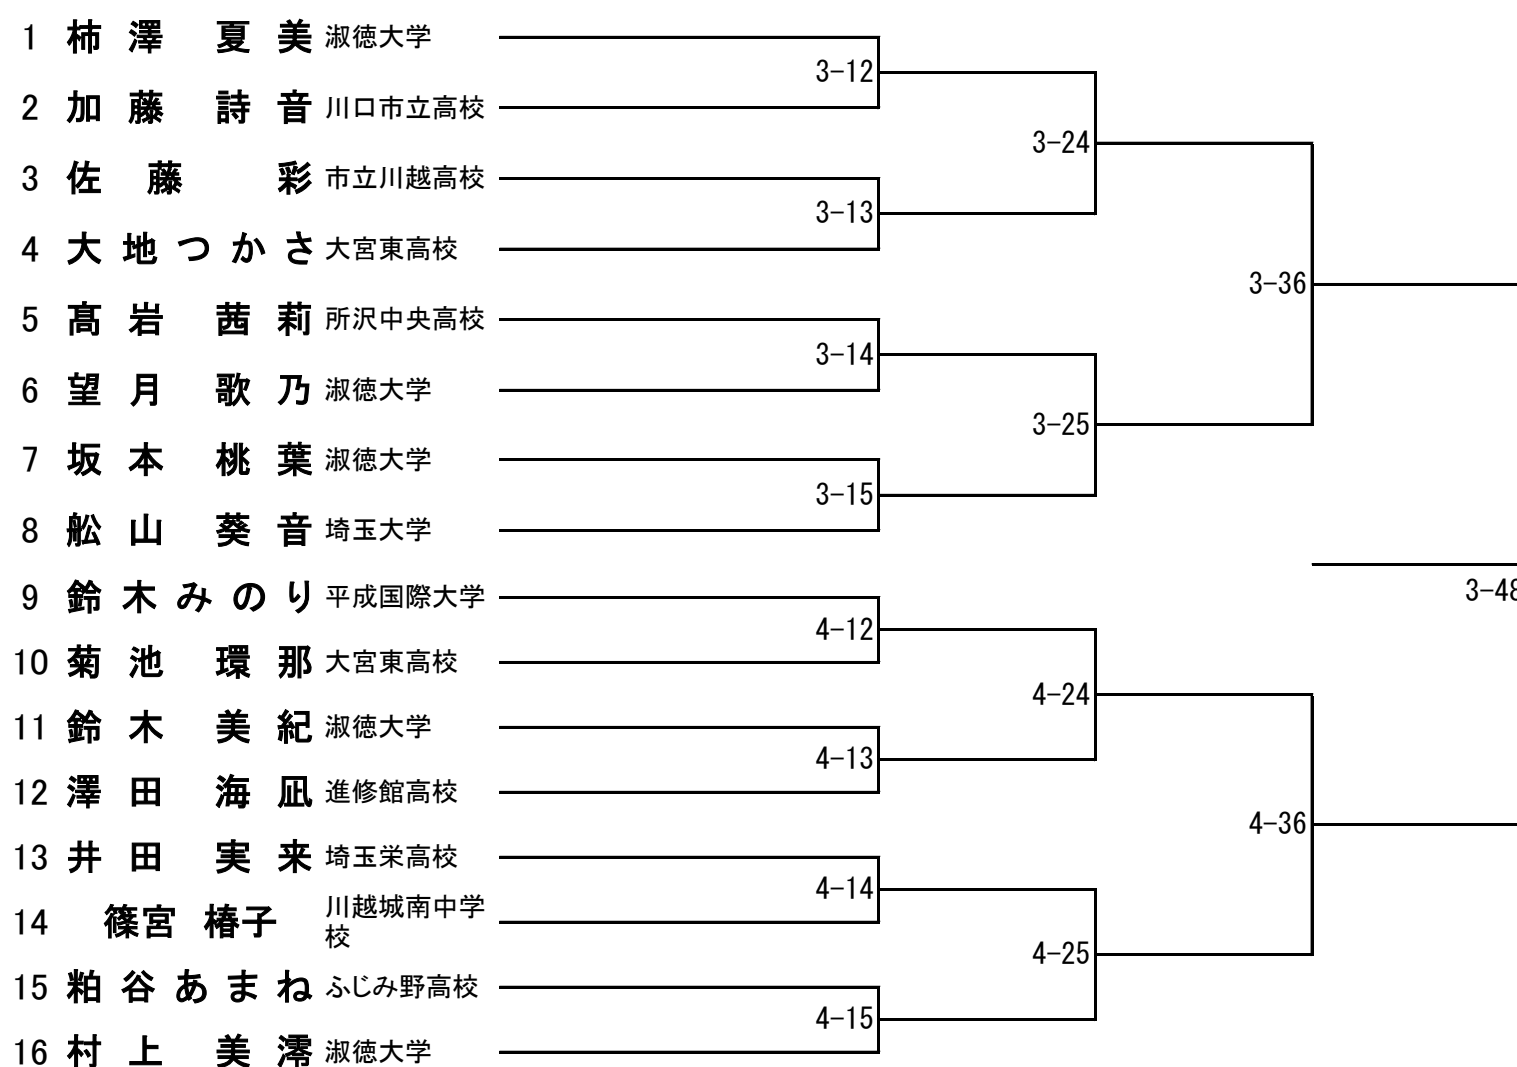 1 柿澤 夏美 淑徳大学
3-12
2 加藤 詩音 川口市立高校
3-24
3 佐藤 彩 市立川越高校
3-13
4 大地つかさ 大宮東高校
3-36
5 髙岩 茜莉 所沢中央高校
3-14
6 望月 歌乃 淑徳大学
3-25
7 坂本 桃葉 淑徳大学
3-15
8 舩山 葵音 埼玉大学
3-48
9 鈴木みのり 平成国際大学
4-12
10 菊池 環那 大宮東高校
4-24
11 鈴木 美紀 淑徳大学
4-13
12 澤田 海凪 進修館高校
4-36
13 井田 実来 埼玉栄高校
4-14
14 篠宮 椿子 川越城南中学
校
4-25
15 粕谷あまね ふじみ野高校
4-15
16 村上 美澪 淑徳大学